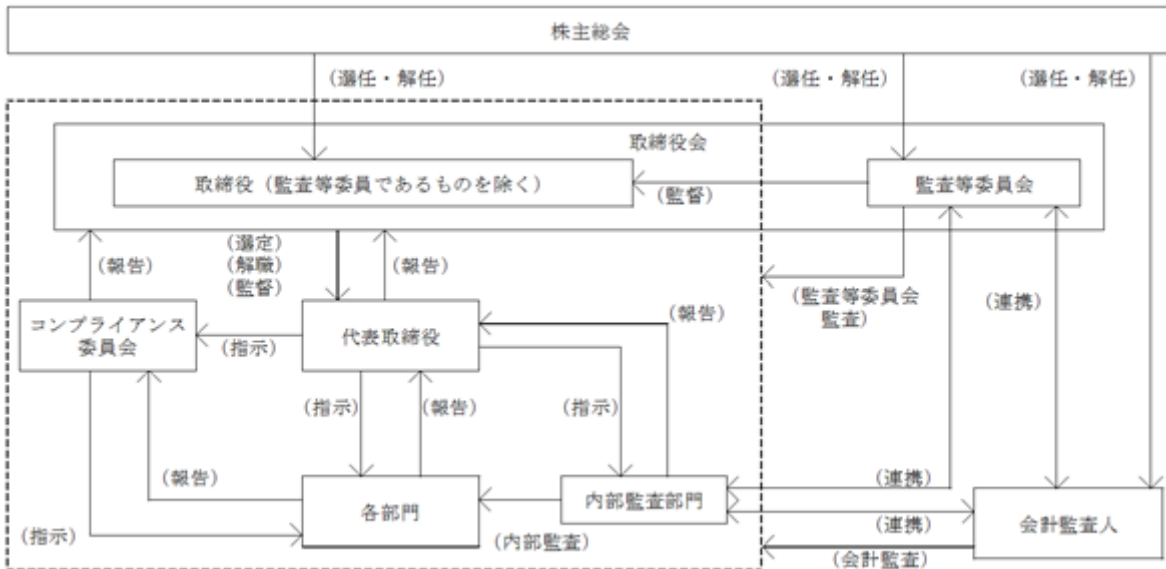 株主総会
(選任・解任)
(選任・解任)
(選任・解任)
取締役会
取締役（監査等委員であるものを除く）
監査等委員会
(監督)
(報告)
(選定)
(解職)
(監督)
(報告)
(監査等委員会
監査)
(連携)
コンプライアンス
委員会
(指示)
代表取締役
(報告)
(指示)
(報告)
(指示)
(報告)
各部門
内部監査部門
(連携)
会計監査人
(連携)
(指示)
(内部監査)
(会計監査)